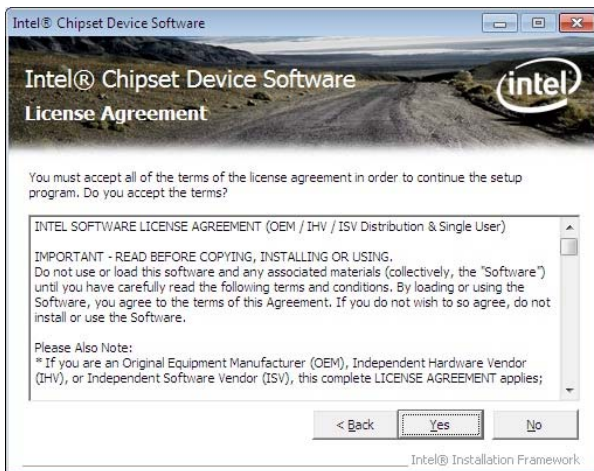 Intel® Chipset Device Software
Intel® Chipset Device Software
intel
License Agreement
You must accept all of the terms of the license agreement in order to continue the setup
program. Do you accept the terms?
INTEL SOFTWARE LICENSE AGREEMENT (OEM / IHV / ISV Distribution & Single User)
IMPORTANT - READ BEFORE COPYING, INSTALLING OR USING.
Do not use or load this software and any associated materials (collectively, the "Software")
until you have carefully read the following terms and conditions. By loading or using the
Software, you agree to the terms of this Agreement. If you do not wish to so agree, do not
install or use the Software.
Please Also Note:
* If you are an Original Equipment Manufacturer (OEM), Independent Hardware Vendor
(IHV), or Independent Software Vendor (ISV), this complete LICENSE AGREEMENT applies;
< Back
Yes
No
Intel® Installation Framework